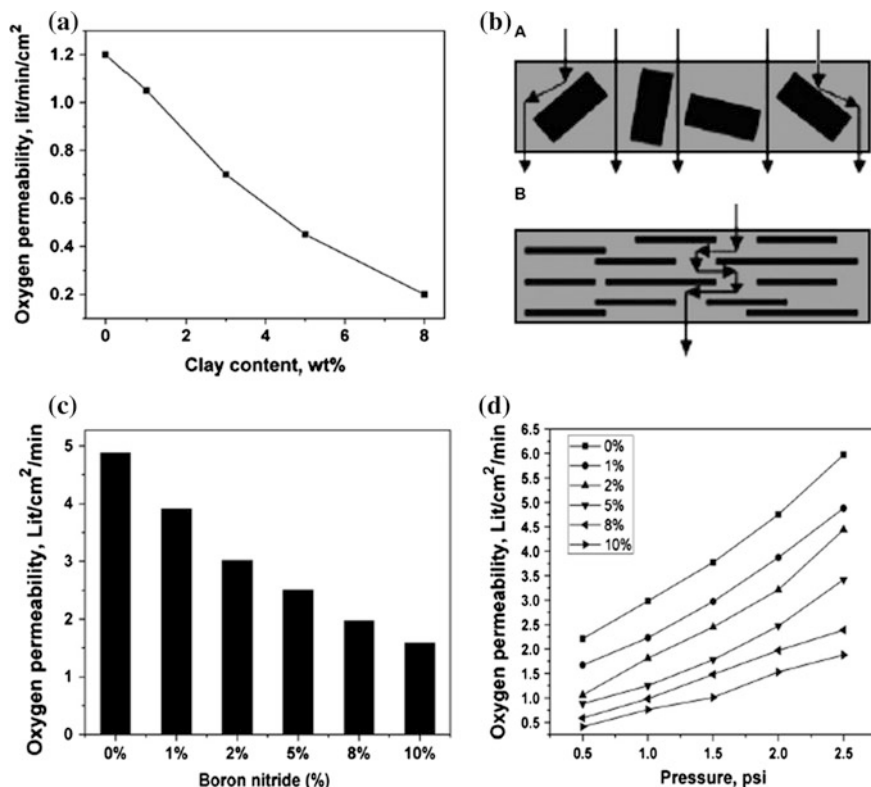 (a)
Oxygen permeability, lit/min/cm²
1.2
1.0
0.8
0.6
0.4
0.2
0 2 4 6 8
Clay content, wt%
(b)
A
B
(c)
Oxygen permeability, Lit/cm²/min
5
4
3
2
1
0
0% 1% 2% 5% 8% 10%
Boron nitride (%)
(d)
Oxygen permeability, Lit/cm²/min
6.5
6.0
5.5
5.0
4.5
4.0
3.5
3.0
2.5
2.0
1.5
1.0
0.5
0%
1%
2%
5%
8%
10%
0.5 1.0 1.5 2.0 2.5
Pressure, psi